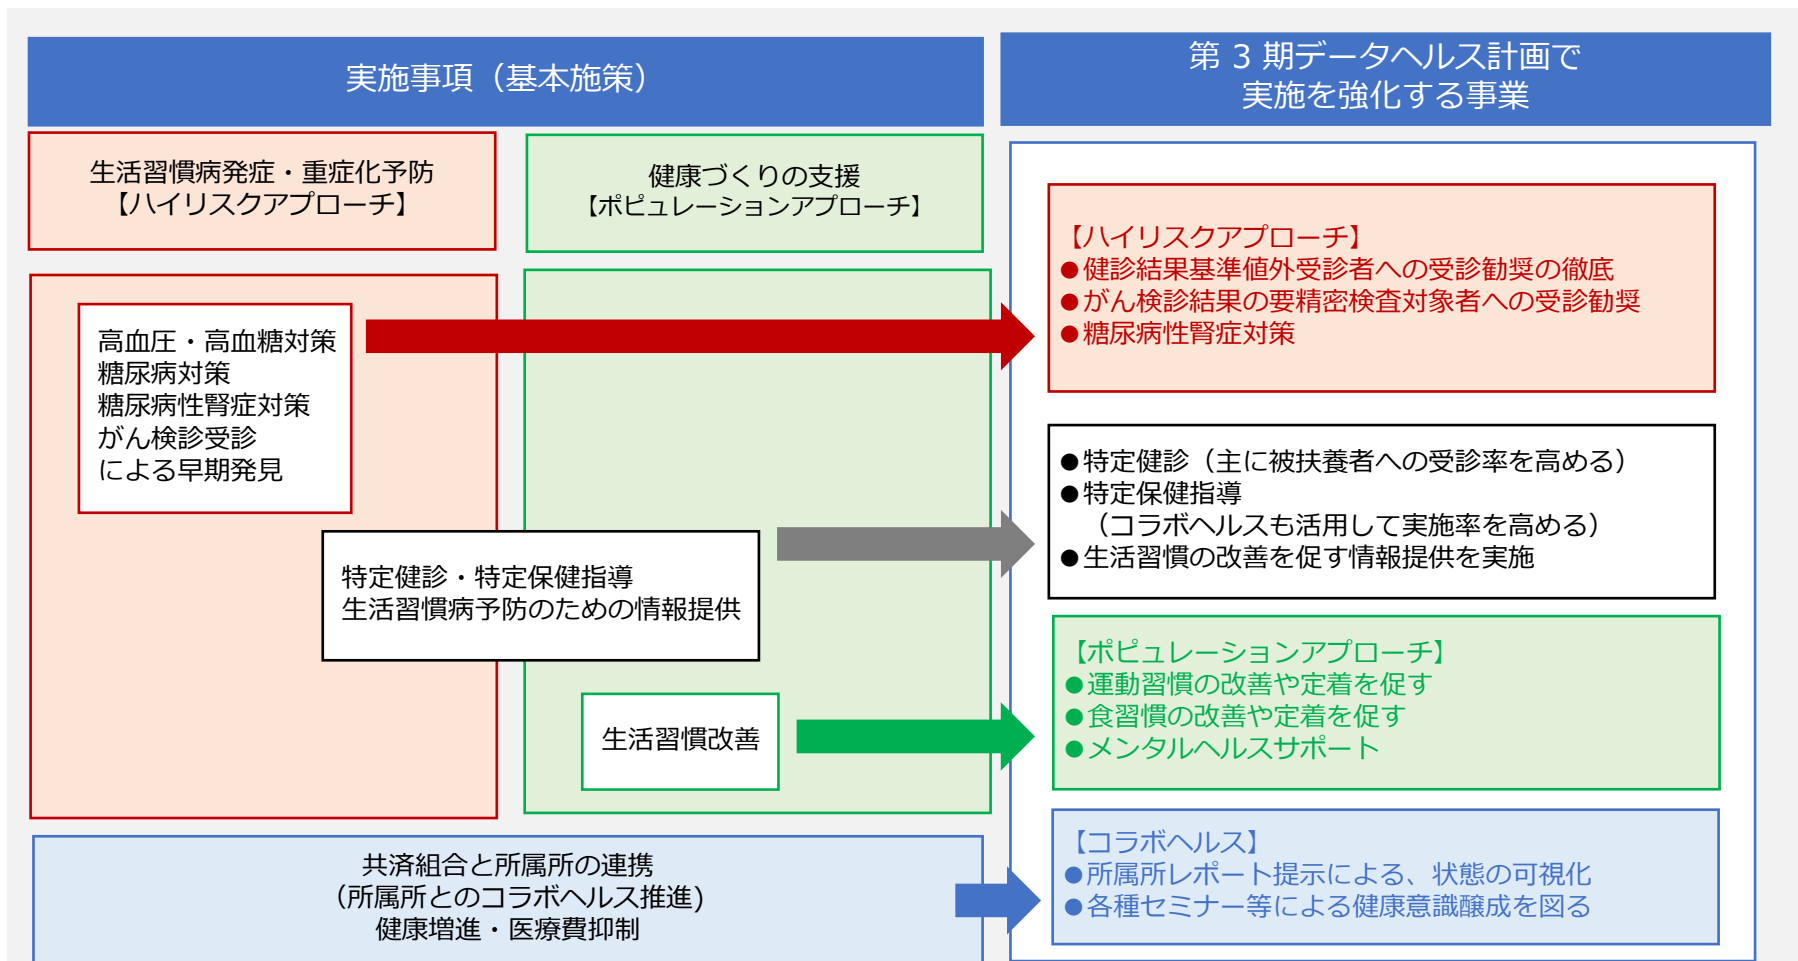 実施事項（基本施策）
第 3 期データヘルス計画で
実施を強化する事業
生活習慣病発症・重症化予防
【ハイリスクアプローチ】
健康づくりの支援
【ポピュレーションアプローチ】
高血圧・高血糖対策
糖尿病対策
糖尿病性腎症対策
がん検診受診
による早期発見
特定健診・特定保健指導
生活習慣病予防のための情報提供
生活習慣改善
共済組合と所属所の連携
（所属所とのコラボヘルス推進)
健康増進・医療費抑制
【ハイリスクアプローチ】
●健診結果基準値外受診者への受診勧奨の徹底
●がん検診結果の要精密検査対象者への受診勧奨
●糖尿病性腎症対策
●特定健診（主に被扶養者への受診率を高める）
●特定保健指導
（コラボヘルスも活用して実施率を高める）
●生活習慣の改善を促す情報提供を実施
【ポピュレーションアプローチ】
●運動習慣の改善や定着を促す
●食習慣の改善や定着を促す
●メンタルヘルスサポート
【コラボヘルス】
●所属所レポート提示による、状態の可視化
●各種セミナー等による健康意識醸成を図る